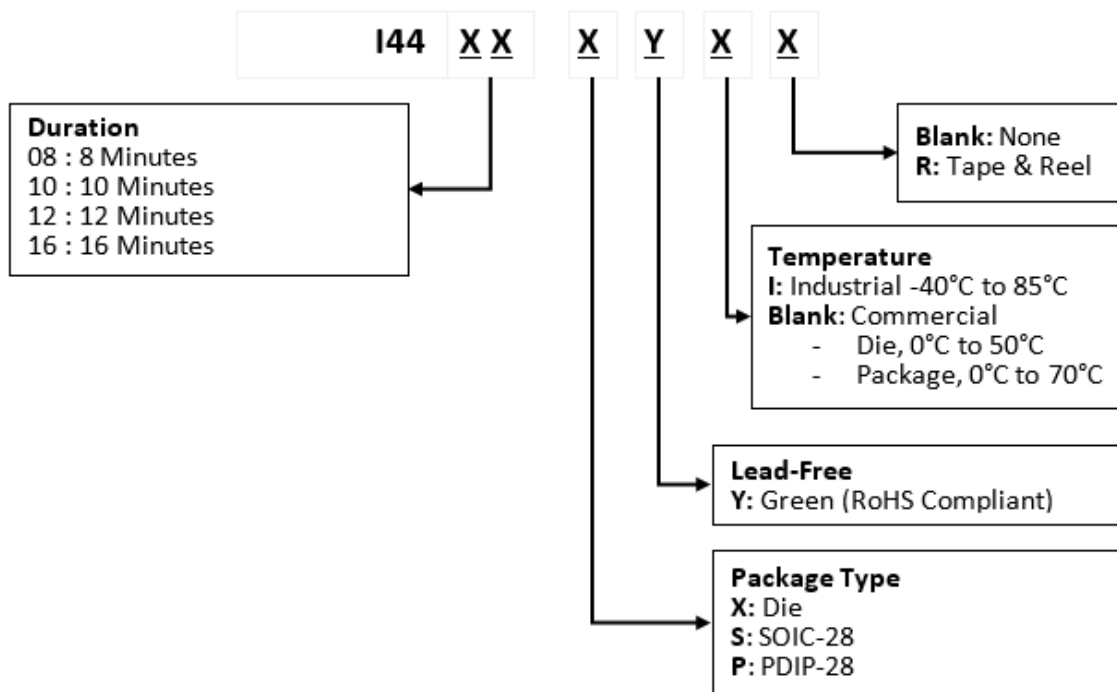 I44 X X X Y X X
Duration
08 : 8 Minutes
10 : 10 Minutes
12 : 12 Minutes
16 : 16 Minutes
Blank: None
R: Tape & Reel
Temperature
I: Industrial -40°C to 85°C
Blank: Commercial
- Die, 0°C to 50°C
- Package, 0°C to 70°C
Lead-Free
Y: Green (RoHS Compliant)
Package Type
X: Die
S: SOIC-28
P: PDIP-28